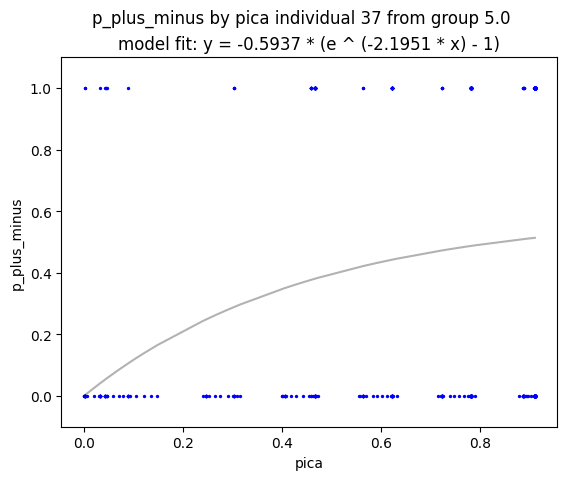 p_plus_minus by pica individual 37 from group 5.0
model fit: y = -0.5937 * (e ^ (-2.1951 * x) - 1)
1.0
0.8
0.6
0.4
0.2
0.0
p_plus_minus
0.0 0.2 0.4 0.6 0.8
pica